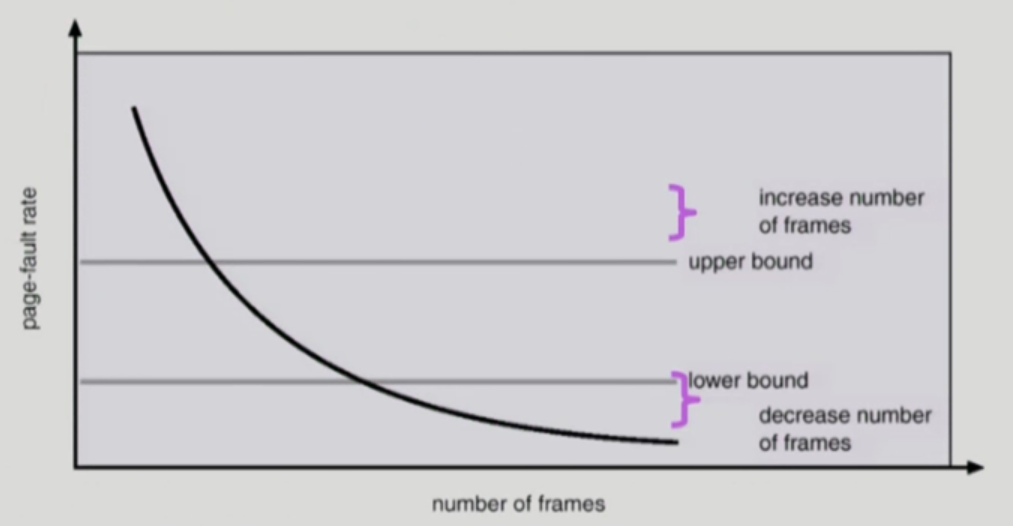 page-fault rate
increase number
of frames
upper bound
lower bound
decrease number
of frames
number of frames